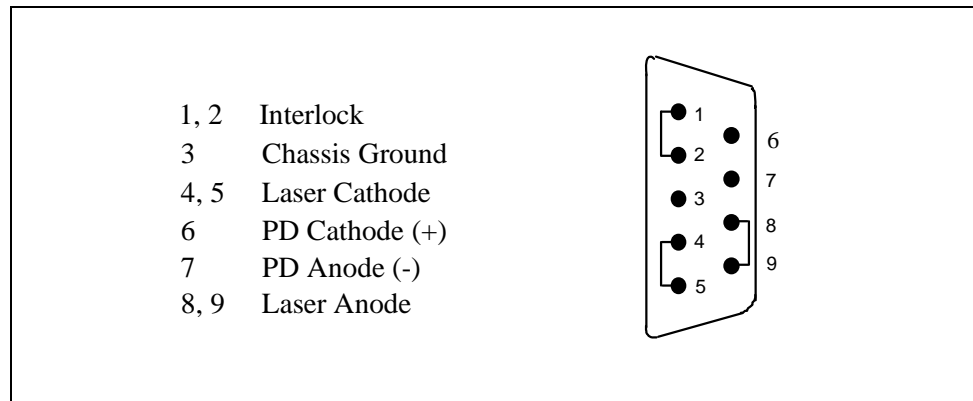 1, 2 Interlock
3 Chassis Ground
4, 5 Laser Cathode
6 PD Cathode (+)
7 PD Anode (-)
8, 9 Laser Anode
1
2
3
4
5
6
7
8
9